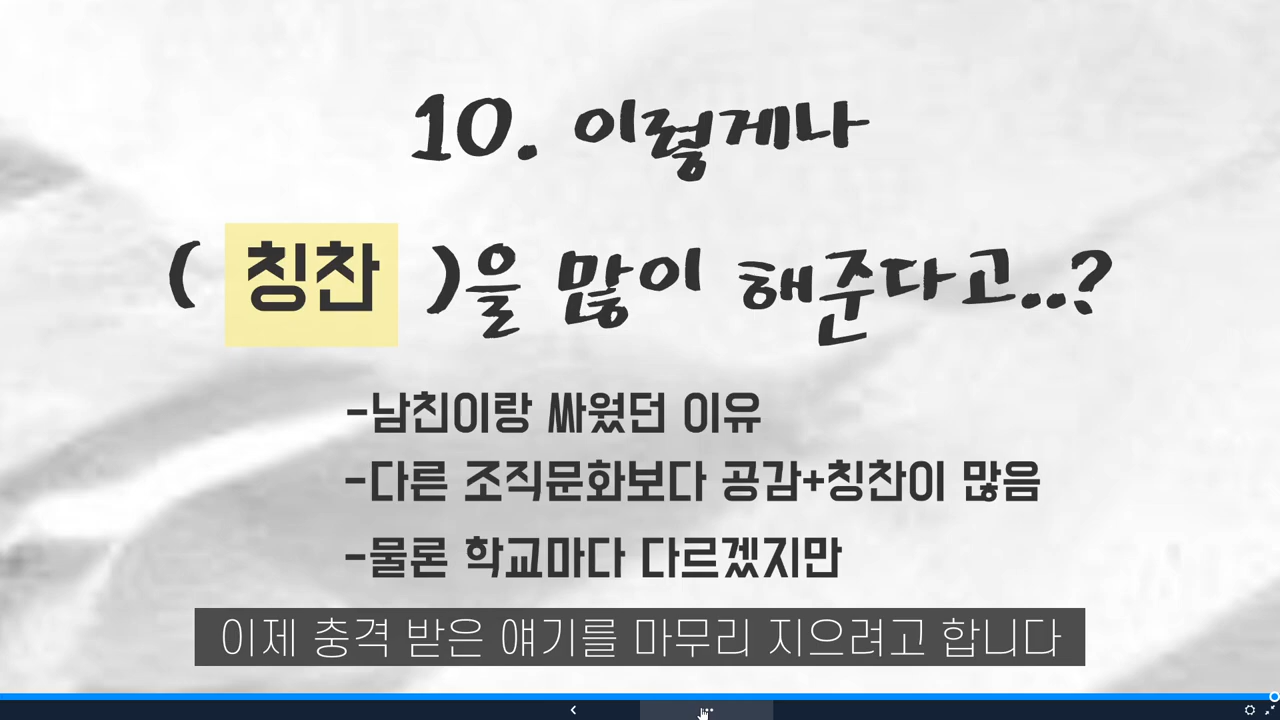 10. 이렇게나
( 칭찬 )을 많이 해준다고..?
-남친이랑 싸웠던 이유
-다른 조직문화보다 공감+칭찬이 많음
-물론 학교마다 다르겠지만
이제 충격 받은 얘기를 마무리 지으려고 합니다